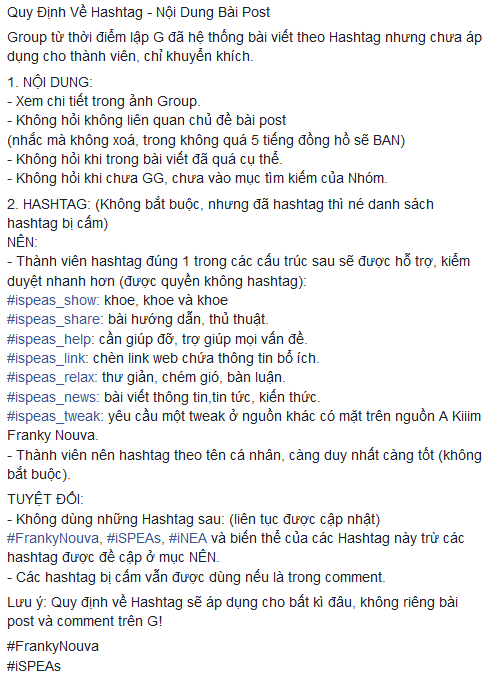 Quy Định Về Hashtag - Nội Dung Bài Post
Group từ thời điểm lập G đã hệ thống bài viết theo Hashtag nhưng chưa áp
dụng cho thành viên, chỉ khuyến khích.
1. NỘI DUNG:
- Xem chi tiết trong ảnh Group.
- Không hỏi không liên quan chủ đề bài post
(nhắc mà không xoá, trong không quá 5 tiếng đồng hồ sẽ BAN)
- Không hỏi khi trong bài viết đã quá cụ thể.
- Không hỏi khi chưa GG, chưa vào mục tìm kiếm của Nhóm.
2. HASHTAG: (Không bắt buộc, nhưng đã hashtag thì né danh sách
hashtag bị cấm)
NÊN:
- Thành viên hashtag đúng 1 trong các cấu trúc sau sẽ được hỗ trợ, kiểm
duyệt nhanh hơn (được quyền không hashtag):
#ispeas_show: khoe, khoe và khoe
#ispeas_share: bài hướng dẫn, thủ thuật.
#ispeas_help: cần giúp đỡ, trợ giúp mọi vấn đề.
#ispeas_link: chèn link web chứa thông tin bổ ích.
#ispeas_relax: thư giản, chém gió, bàn luận.
#ispeas_news: bài viết thông tin,tin tức, kiến thức.
#ispeas_tweak: yêu cầu một tweak ở nguồn khác có mặt trên nguồn A Kiiim
Franky Nouva.
- Thành viên nên hashtag theo tên cá nhân, càng duy nhất càng tốt (không
bắt buộc).
TUYỆT ĐỐI:
- Không dùng những Hashtag sau: (liên tục được cập nhật)
#FrankyNouva, #iSPEAs, #iNEA và biến thể của các Hashtag này trừ các
hashtag được đề cập ở mục NÊN.
- Các hashtag bị cấm vẫn được dùng nếu là trong comment.
Lưu ý: Quy định về Hashtag sẽ áp dụng cho bất kì đâu, không riêng bài
post và comment trên G!
#FrankyNouva
#iSPEAs